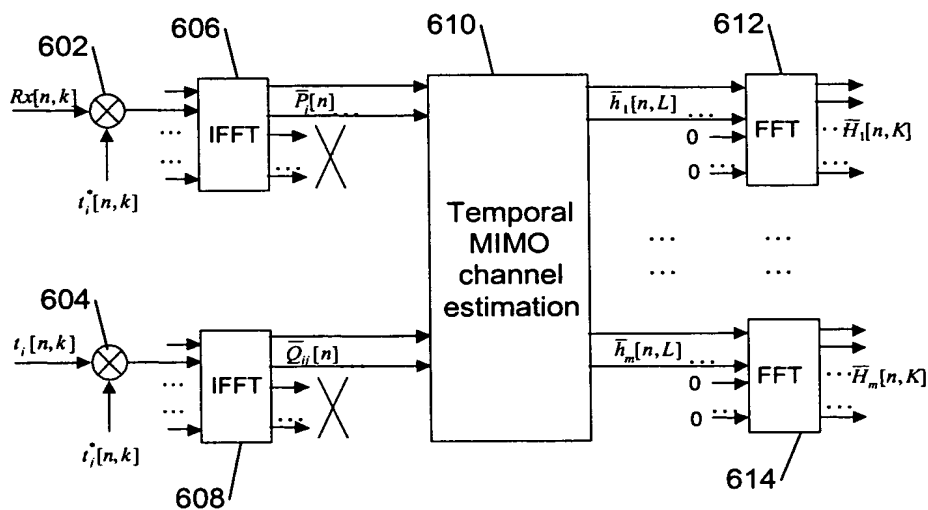 602
606
610
612
Rx[n,k]
IFFT
P̅i[n]
h̅1[n,L]
FFT
H̅1[n,K]
0
0
ti*[n,k]
Temporal
MIMO
channel
estimation
604
ti[n,k]
IFFT
Q̅ij[n]
h̅m[n,L]
FFT
H̅m[n,K]
0
0
ti*[n,k]
608
614